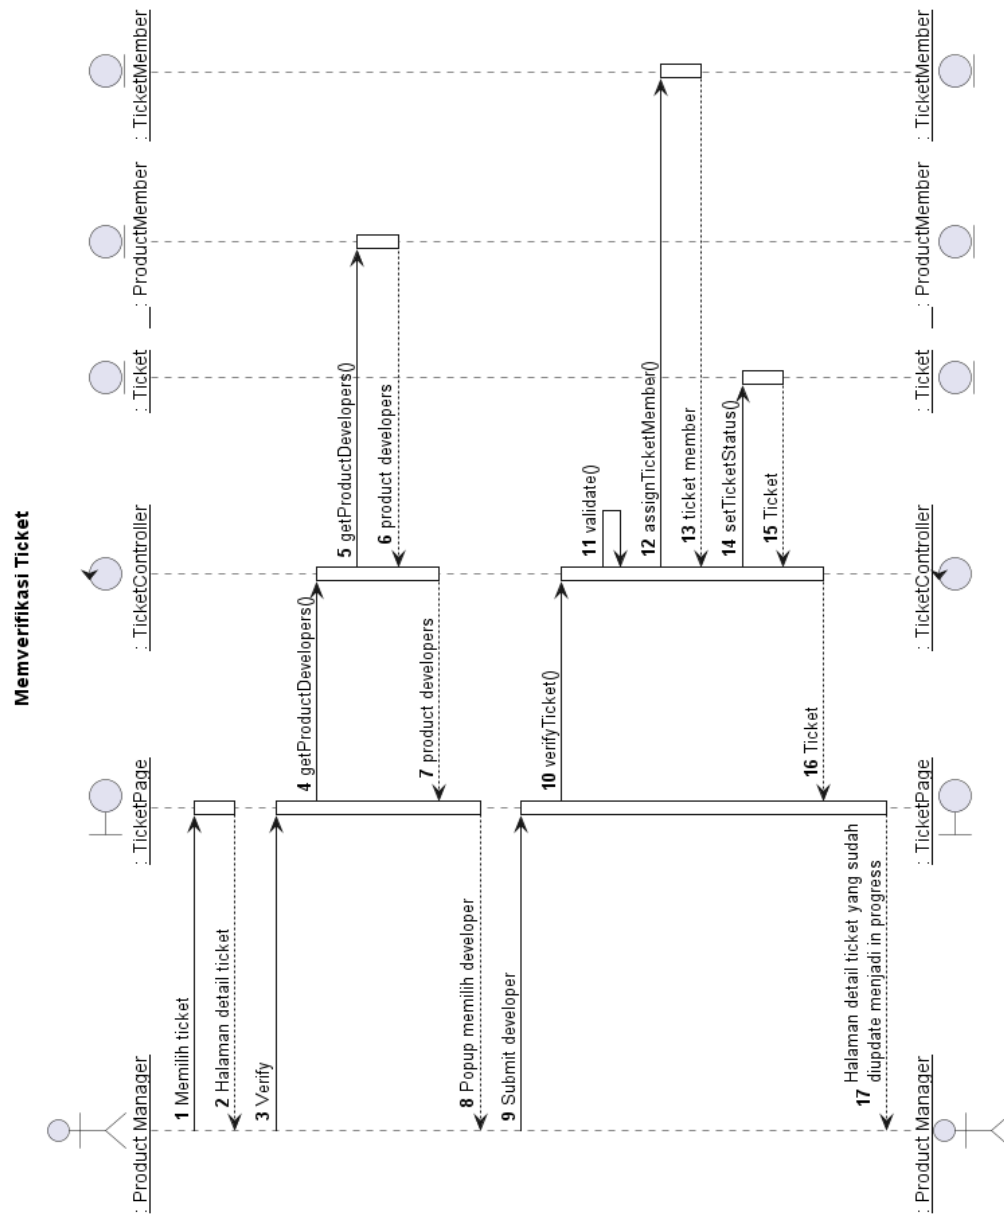 Memverifikasi Ticket
: Product Manager
: TicketPage
: TicketController
: Ticket
__: ProductMember
: TicketMember
1 Memilih ticket
2 Halaman detail ticket
3 Verify
4 getProductDevelopers()
5 getProductDevelopers()
6 product developers
7 product developers
8 Popup memilih developer
9 Submit developer
10 verifyTicket()
11 validate()
12 assignTicketMember()
13 ticket member
14 setTicketStatus()
15 Ticket
16 Ticket
Halaman detail ticket yang sudah
17 diupdate menjadi in progress
: Product Manager
: TicketPage
: TicketController
: Ticket
__: ProductMember
: TicketMember